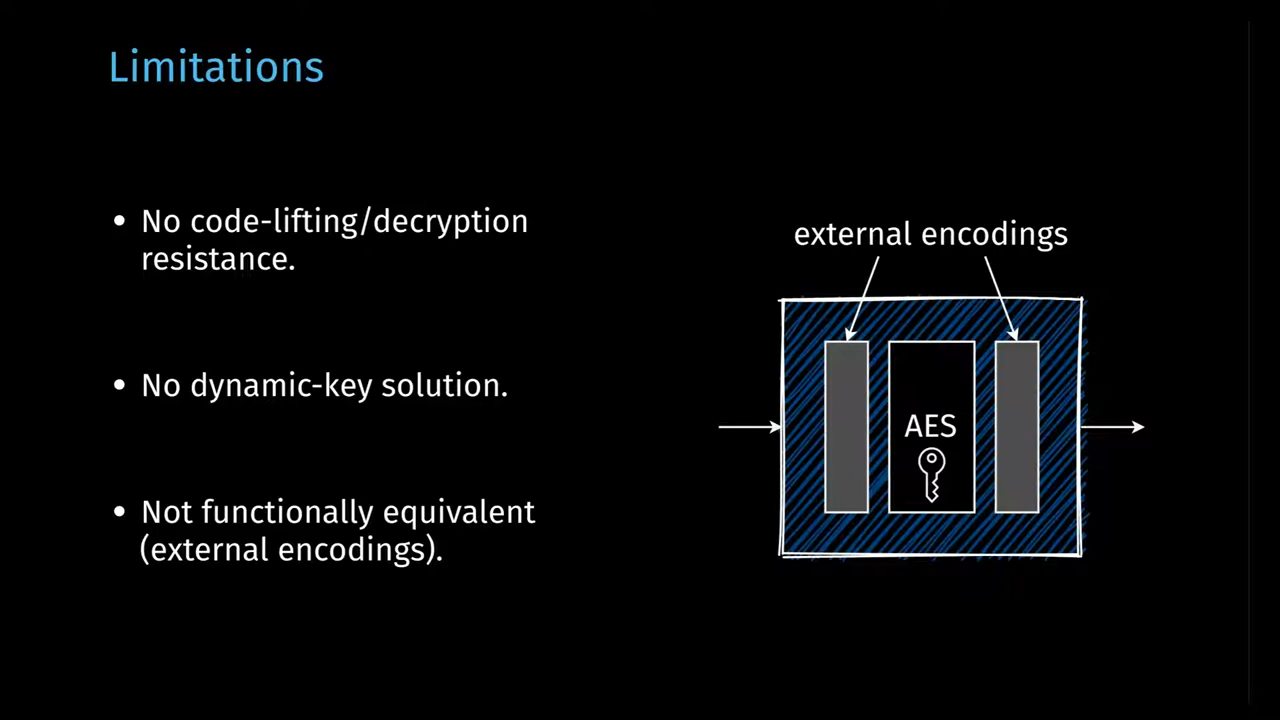 Limitations
• No code-lifting/decryption
resistance.
• No dynamic-key solution.
• Not functionally equivalent
(external encodings).
external encodings
AES